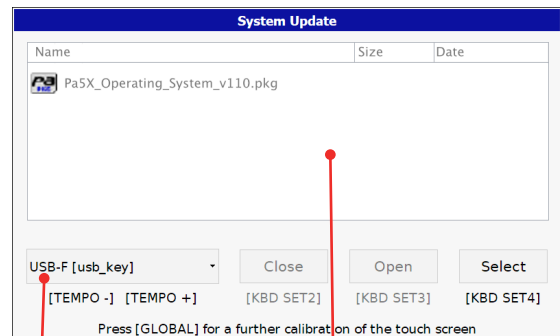 System Update
Name Size Date
Pa Pa5X_Operating_System_v110.pkg
USB-F [usb_key] Close Open Select
[TEMPO -] [TEMPO +] [KBD SET2] [KBD SET3] [KBD SET4]
Press [GLOBAL] for a further calibration of the touch screen